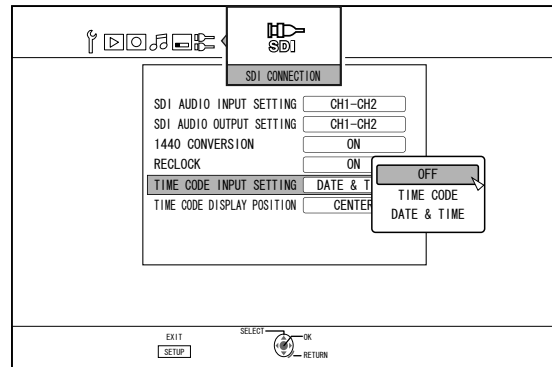 SDI
SDI CONNECTION
SDI AUDIO INPUT SETTING CH1-CH2
SDI AUDIO OUTPUT SETTING CH1-CH2
1440 CONVERSION ON
RECLOCK ON
TIME CODE INPUT SETTING DATE & T
TIME CODE DISPLAY POSITION CENTER
OFF
TIME CODE
DATE & TIME
EXIT
SETUP
SELECT
OK
RETURN